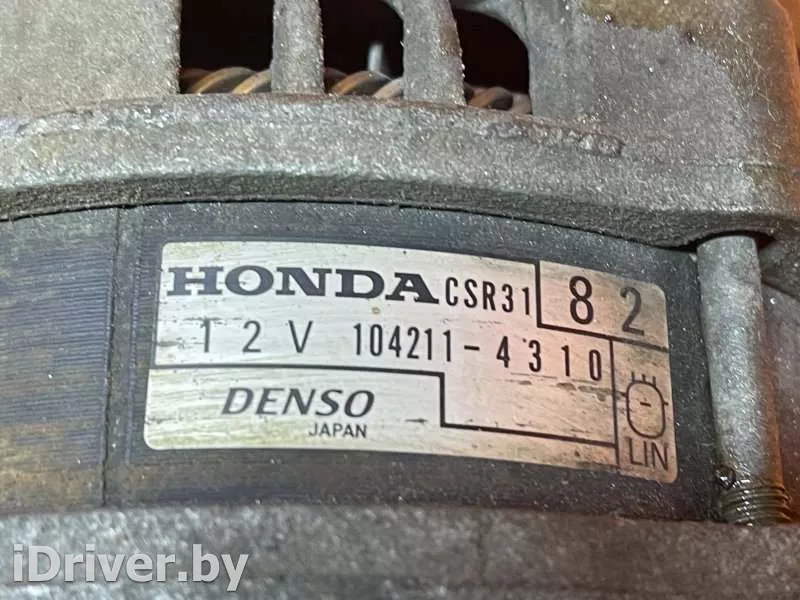 HONDA CSR31 82
12V 104211-4310
DENSO
JAPAN
LIN
iDriver.by